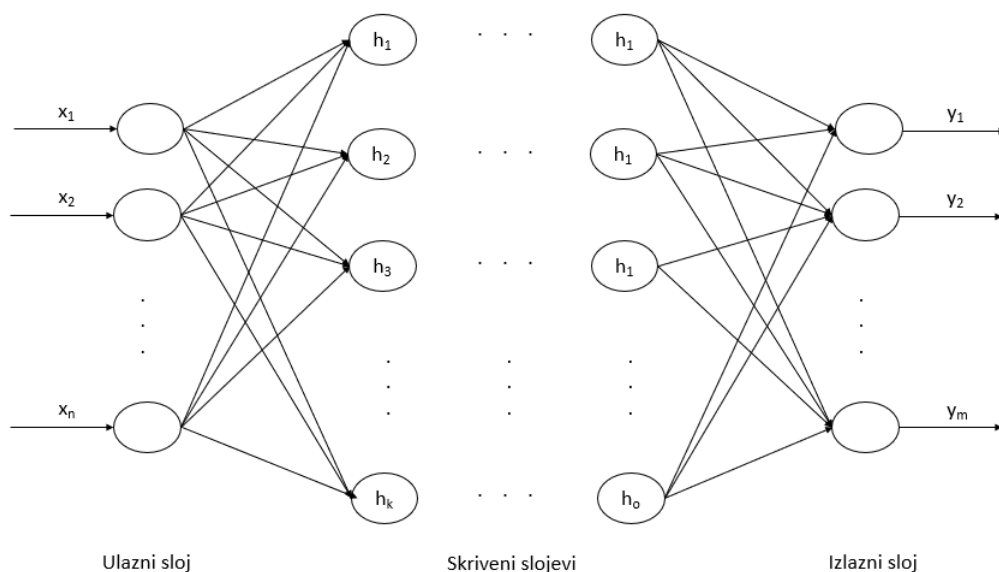 h₁ · · · h₁
x₁ y₁
h₂ · · · h₁
x₂ y₂
h₃ · · · h₁
xₙ yₘ
hₖ · · · hₒ
Ulazni sloj Skriveni slojevi Izlazni sloj